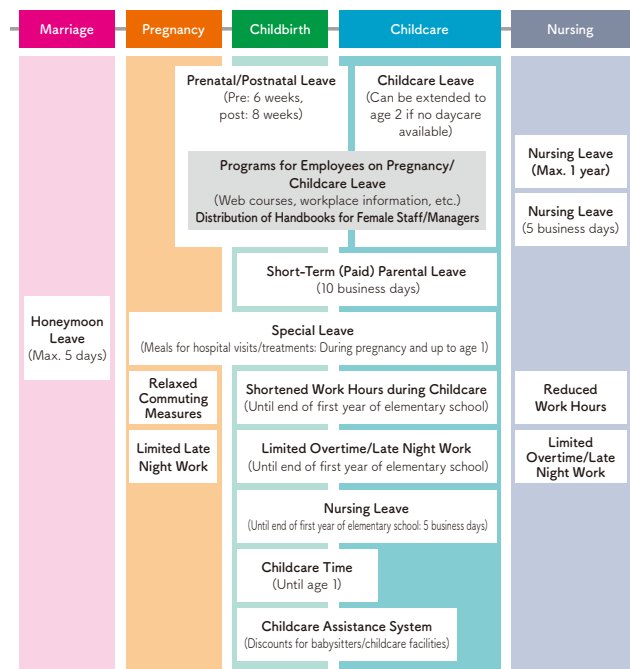 Marriage
Pregnancy
Childbirth
Childcare
Nursing
Prenatal/Postnatal Leave
(Pre: 6 weeks,
post: 8 weeks)
Childcare Leave
(Can be extended to
age 2 if no daycare
available)
Programs for Employees on Pregnancy/
Childcare Leave
(Web courses, workplace information, etc.)
Distribution of Handbooks for Female Staff/Managers
Nursing Leave
(Max. 1 year)
Nursing Leave
(5 business days)
Short-Term (Paid) Parental Leave
(10 business days)
Honeymoon
Leave
(Max. 5 days)
Special Leave
(Meals for hospital visits/treatments: During pregnancy and up to age 1)
Relaxed
Commuting
Measures
Shortened Work Hours during Childcare
(Until end of first year of elementary school)
Reduced
Work Hours
Limited Late
Night Work
Limited Overtime/Late Night Work
(Until end of first year of elementary school)
Limited
Overtime/Late
Night Work
Nursing Leave
(Until end of first year of elementary school: 5 business days)
Childcare Time
(Until age 1)
Childcare Assistance System
(Discounts for babysitters/childcare facilities)